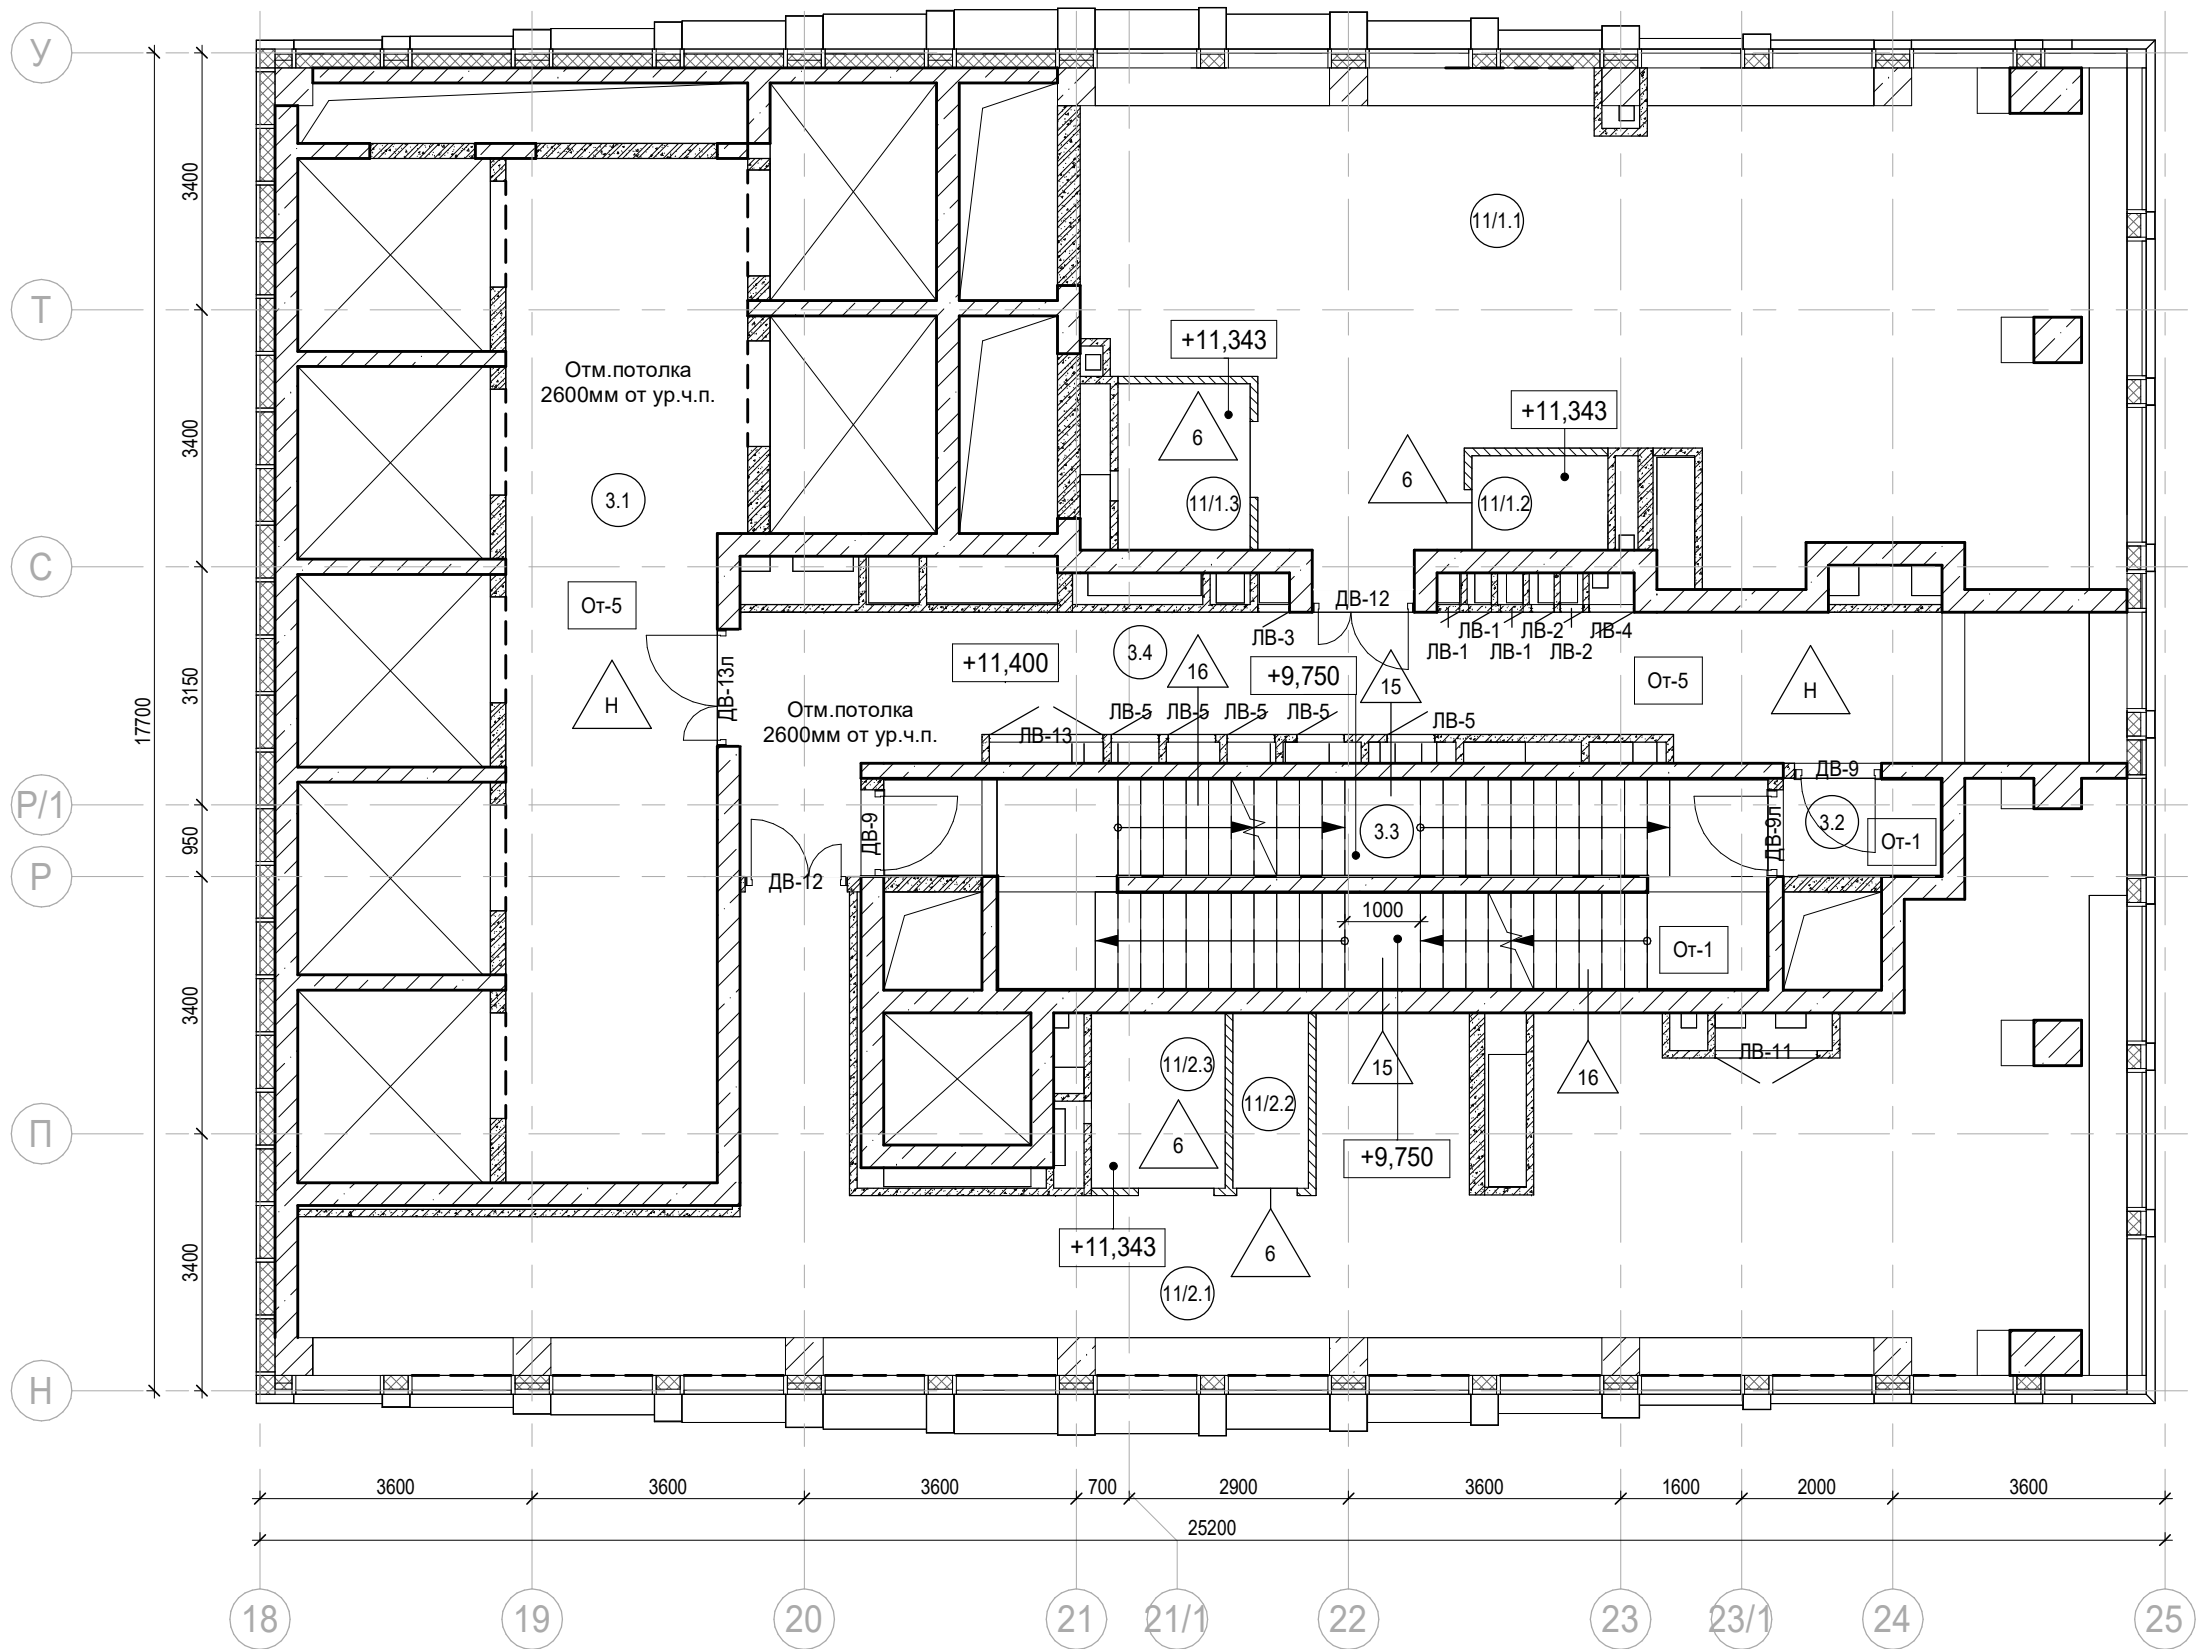 У
Т
С
Р/1
Р
П
Н
3400
3400
3150
950
3400
3400
17700
11/1.1
+11,343
6
11/1.3
+11,343
6
11/1.2
Отм.потолка
2600мм от ур.ч.п.
3.1
От-5
Н
ДВ-13л
ДВ-12
ЛВ-3
ЛВ-1
ЛВ-1
ЛВ-1
ЛВ-2
ЛВ-2
ЛВ-4
+11,400
3.4
16
+9,750
15
От-5
Н
Отм.потолка
2600мм от ур.ч.п.
ЛВ-13
ЛВ-5
ЛВ-5
ЛВ-5
ЛВ-5
ЛВ-5
ДВ-9
ДВ-9
3.3
ДВ-9л
3.2
От-1
ДВ-12
1000
От-1
11/2.3
11/2.2
15
16
ЛВ-11
6
+9,750
+11,343
6
11/2.1
3600
3600
3600
700
2900
3600
1600
2000
3600
25200
18
19
20
21
21/1
22
23
23/1
24
25